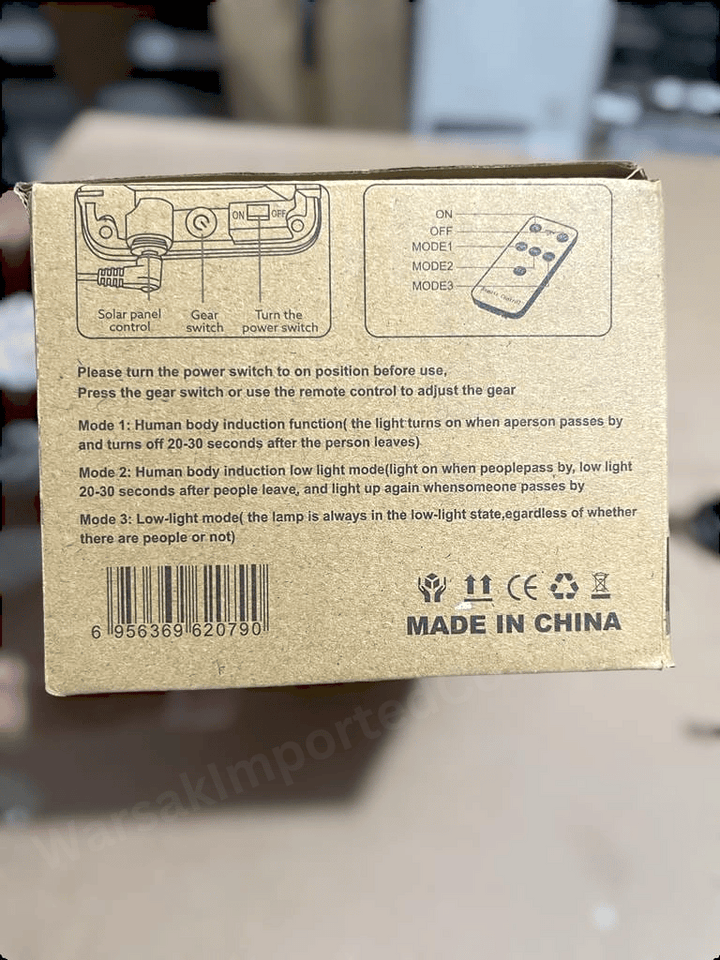 ON OFF
Solar panel control
Gear switch
Turn the power switch
ON
OFF
MODE1
MODE2
MODE3
Please turn the power switch to on position before use,
Press the gear switch or use the remote control to adjust the gear
Mode 1: Human body induction function( the light turns on when aperson passes by
and turns off 20-30 seconds after the person leaves)
Mode 2: Human body induction low light mode(light on when peoplepass by, low light
20-30 seconds after people leave, and light up again whensomeone passes by
Mode 3: Low-light mode( the lamp is always in the low-light state,egardless of whether
there are people or not)
6 956369 620790
CE
MADE IN CHINA
WarsakImported